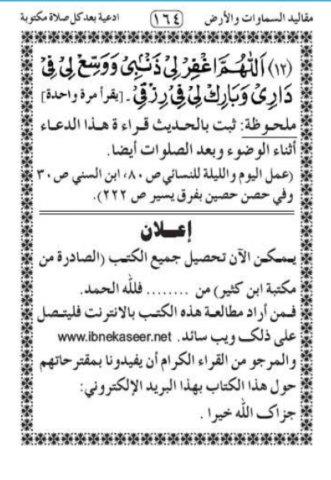 مقاليد السماوات والأرض ﴿١٦٤﴾ ادعية بعد كل صلاة مكتوبة
(١٢) اَللّٰهُمَّ اغْفِرْ لِيْ ذَنْبِيْ وَوَسِّعْ لِيْ فِيْ
دَارِيْ وَبَارِكْ لِيْ فِيْ رِزْقِيْ. [يقرأ مرة واحدة]
ملحوظة: ثبت بالحديث قراءة هذا الدعاء
أثناء الوضوء وبعد الصلوات أيضا.
(عمل اليوم والليلة للنسائي ص ٨٠، ابن السني ص ٣٠
وفي حصن حصين بفرق يسير ص ٢٢٢).
إعلان
يمكن الآن تحصيل جميع الكتب (الصادرة من
مكتبة ابن كثير) من ........ فلله الحمد.
فمن أراد مطالعة هذه الكتب بالانترنت فليتصل
على ذلك ويب سائد. www.ibnekaseer.net
والمرجو من القراء الكرام أن يفيدونا بمقترحاتهم
حول هذا الكتاب بهذا البريد الإلكتروني:
جزاك الله خيرا .